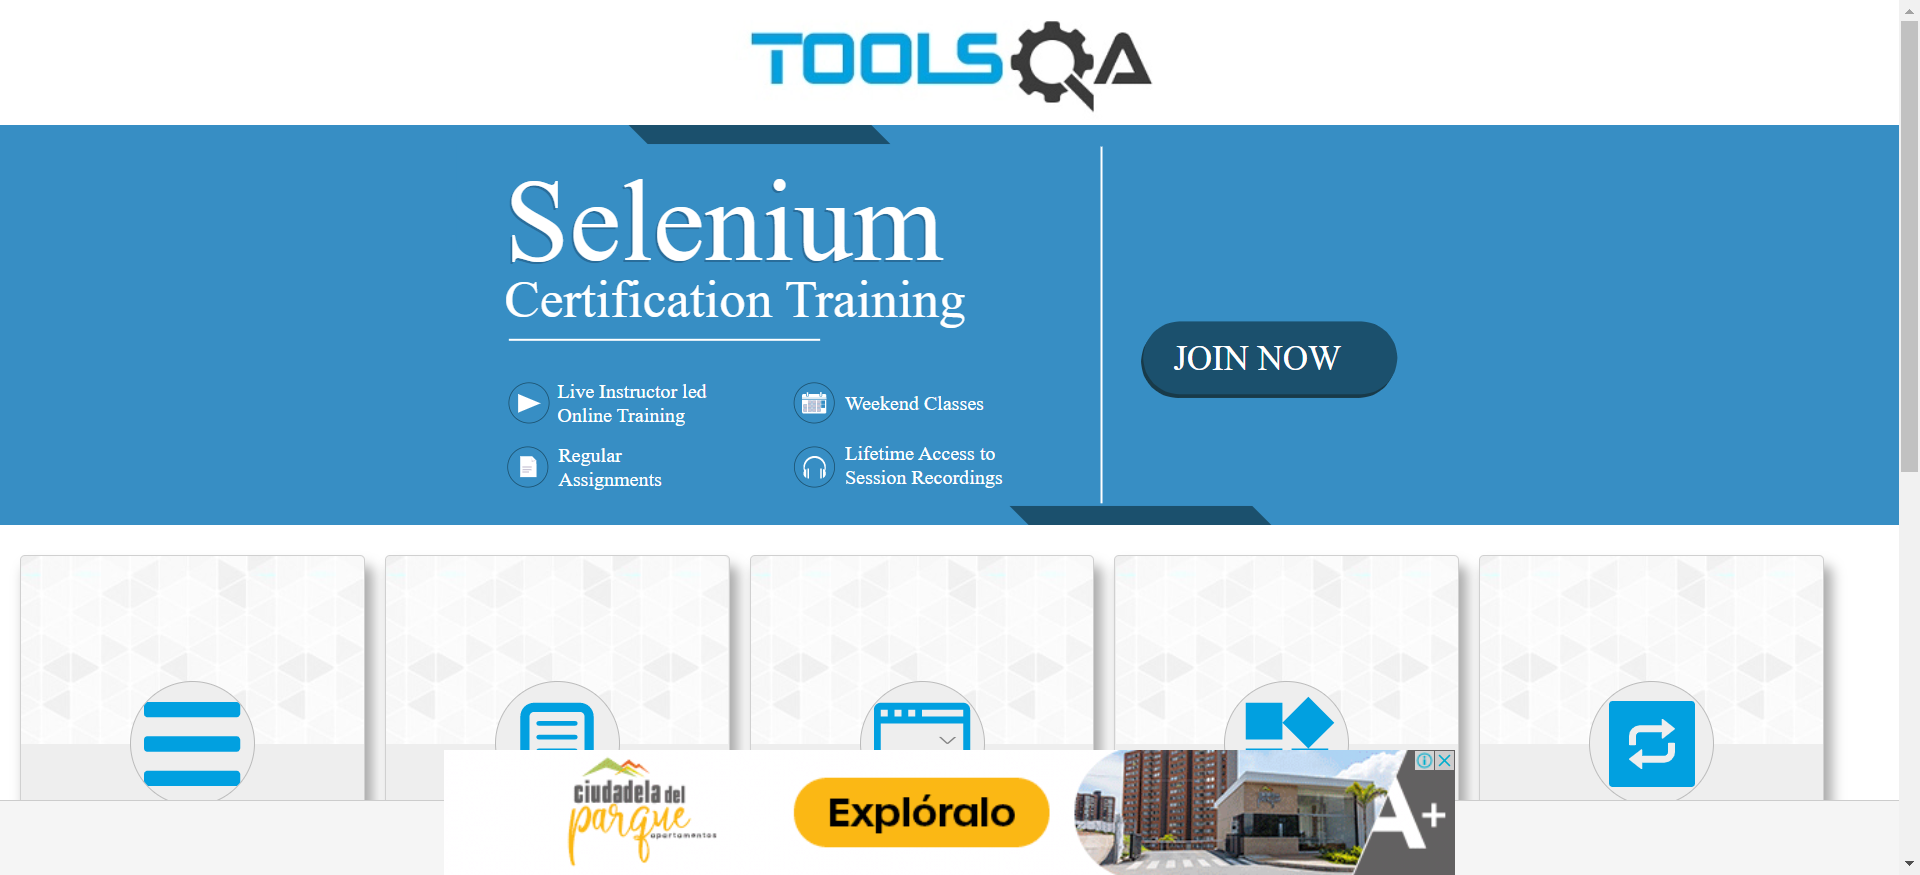 TOOLSQA
Selenium
Certification Training
JOIN NOW
Live Instructor led
Online Training
Weekend Classes
Regular
Assignments
Lifetime Access to
Session Recordings
ciudadela del
parque
apartamentos
Explóralo
A+